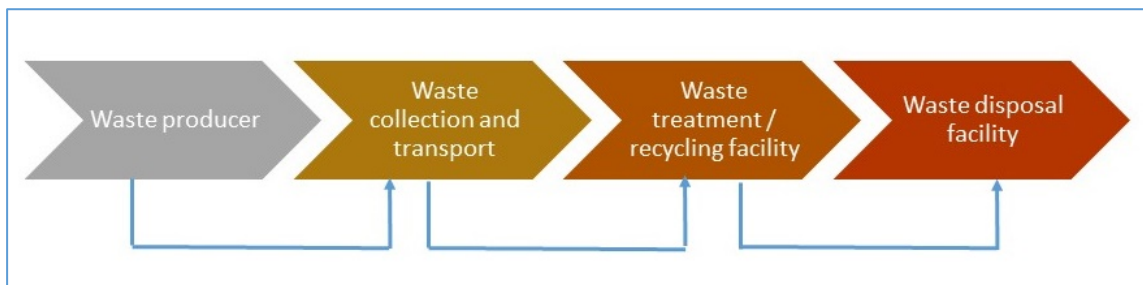 Waste producer
Waste
collection and
transport
Waste
treatment /
recycling facility
Waste disposal
facility